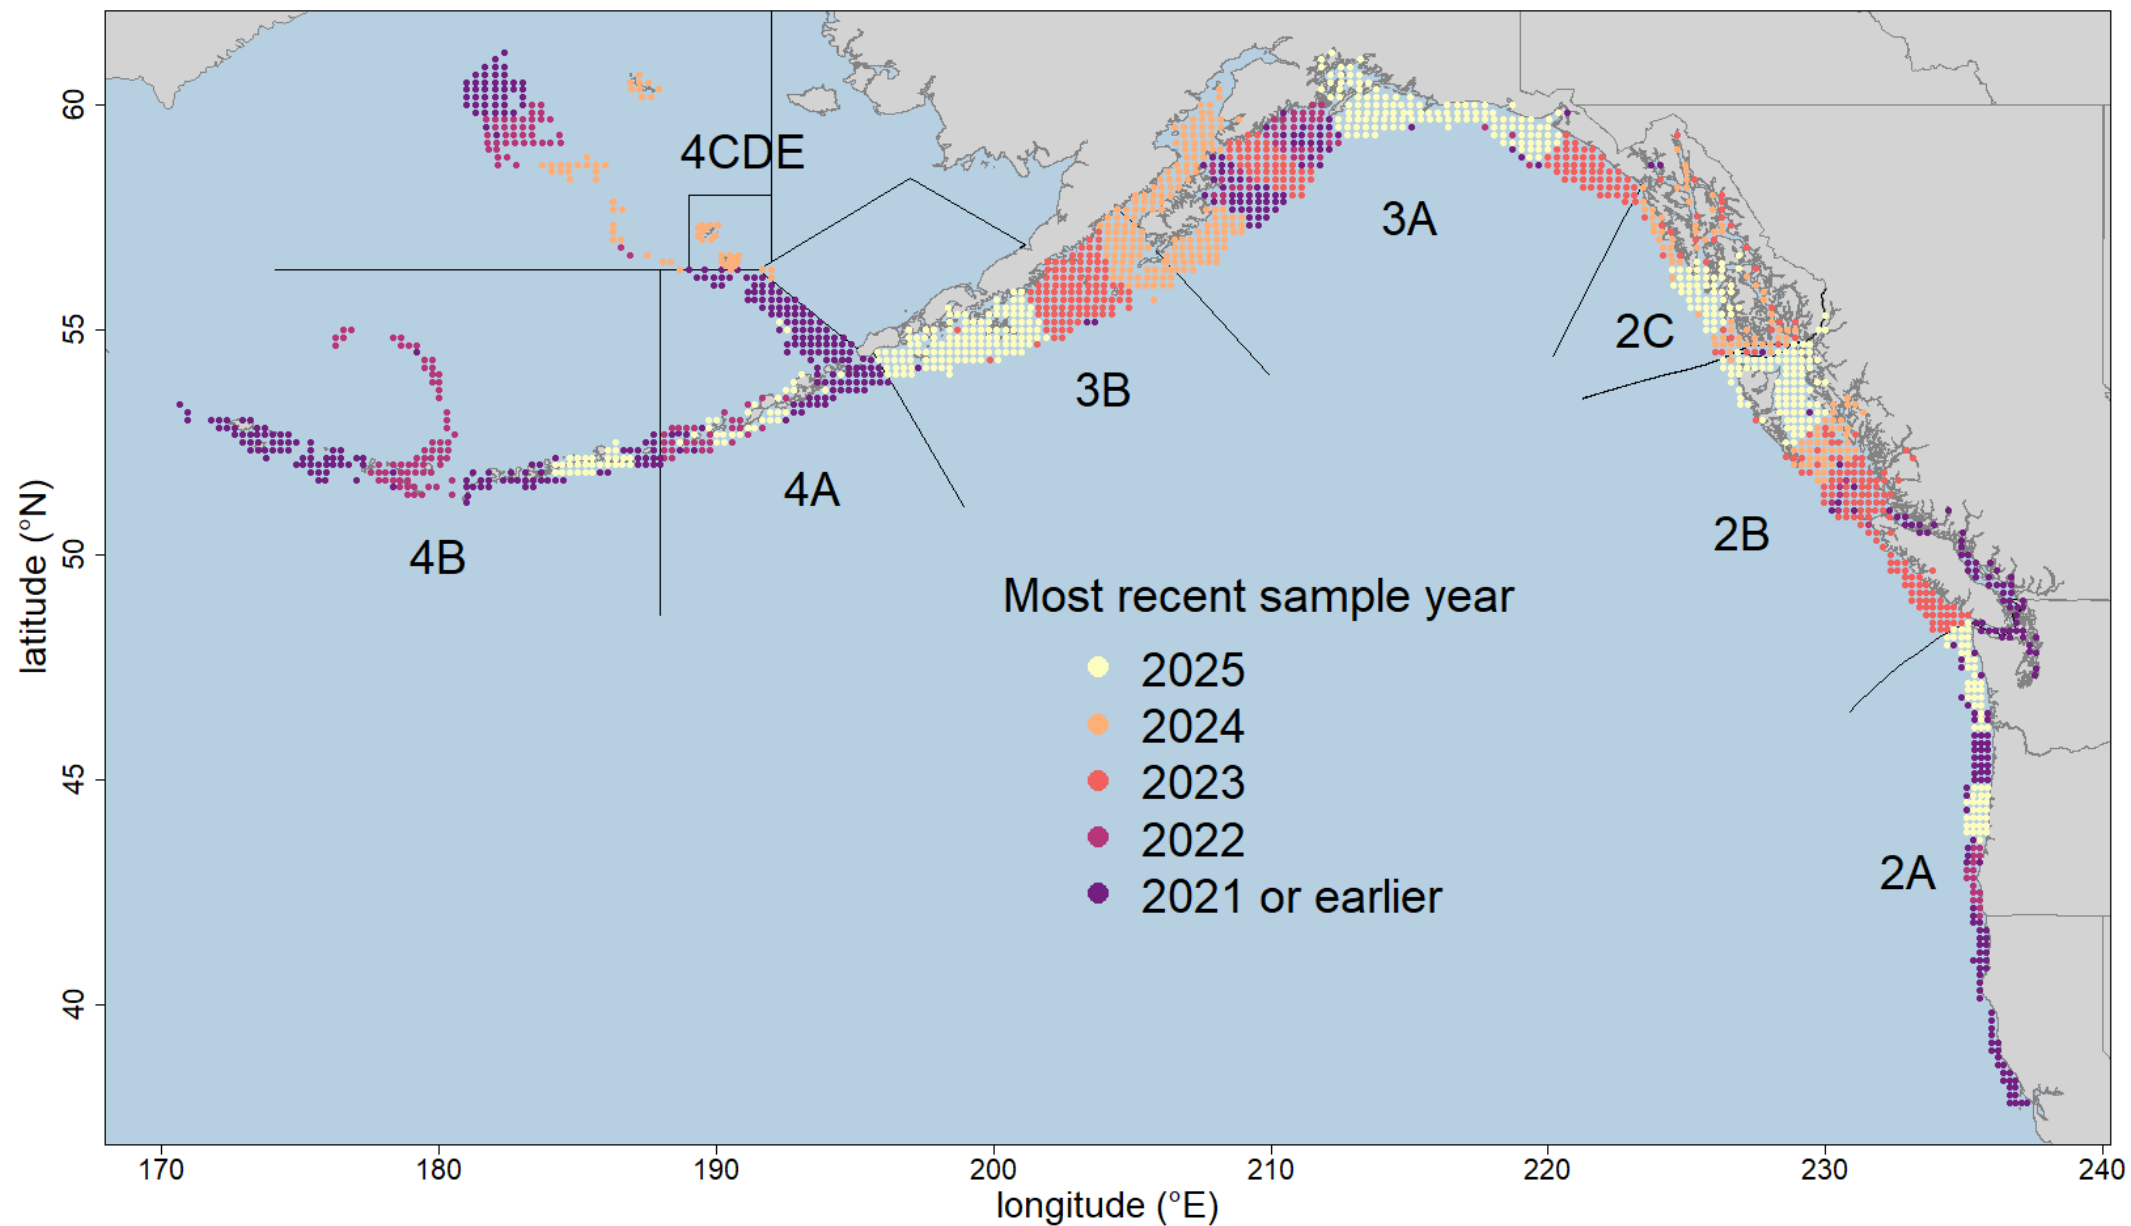 60
55
50
45
40
latitude (°N)
4CDE
3A
2C
3B
4A
2B
4B
2A
Most recent sample year
2025
2024
2023
2022
2021 or earlier
170
180
190
200
210
220
230
240
longitude (°E)